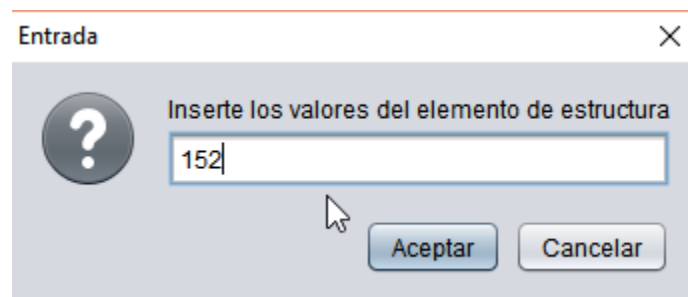 Entrada
Inserte los valores del elemento de estructura
152
Aceptar Cancelar